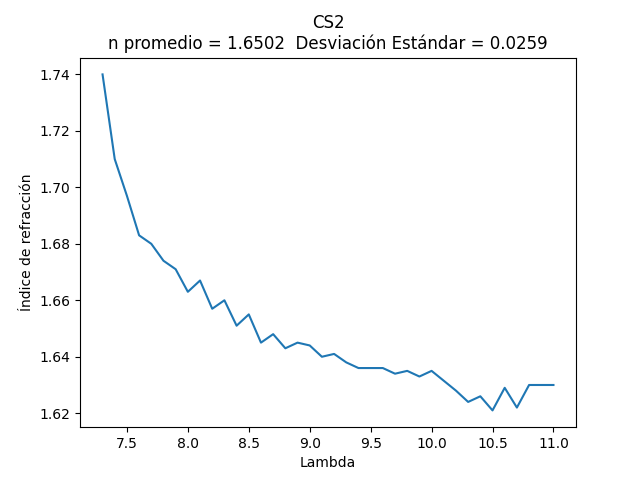 CS2
n promedio = 1.6502  Desviación Estándar = 0.0259
1.74
1.72
1.70
1.68
1.66
1.64
1.62
Índice de refracción
7.5 8.0 8.5 9.0 9.5 10.0 10.5 11.0
Lambda